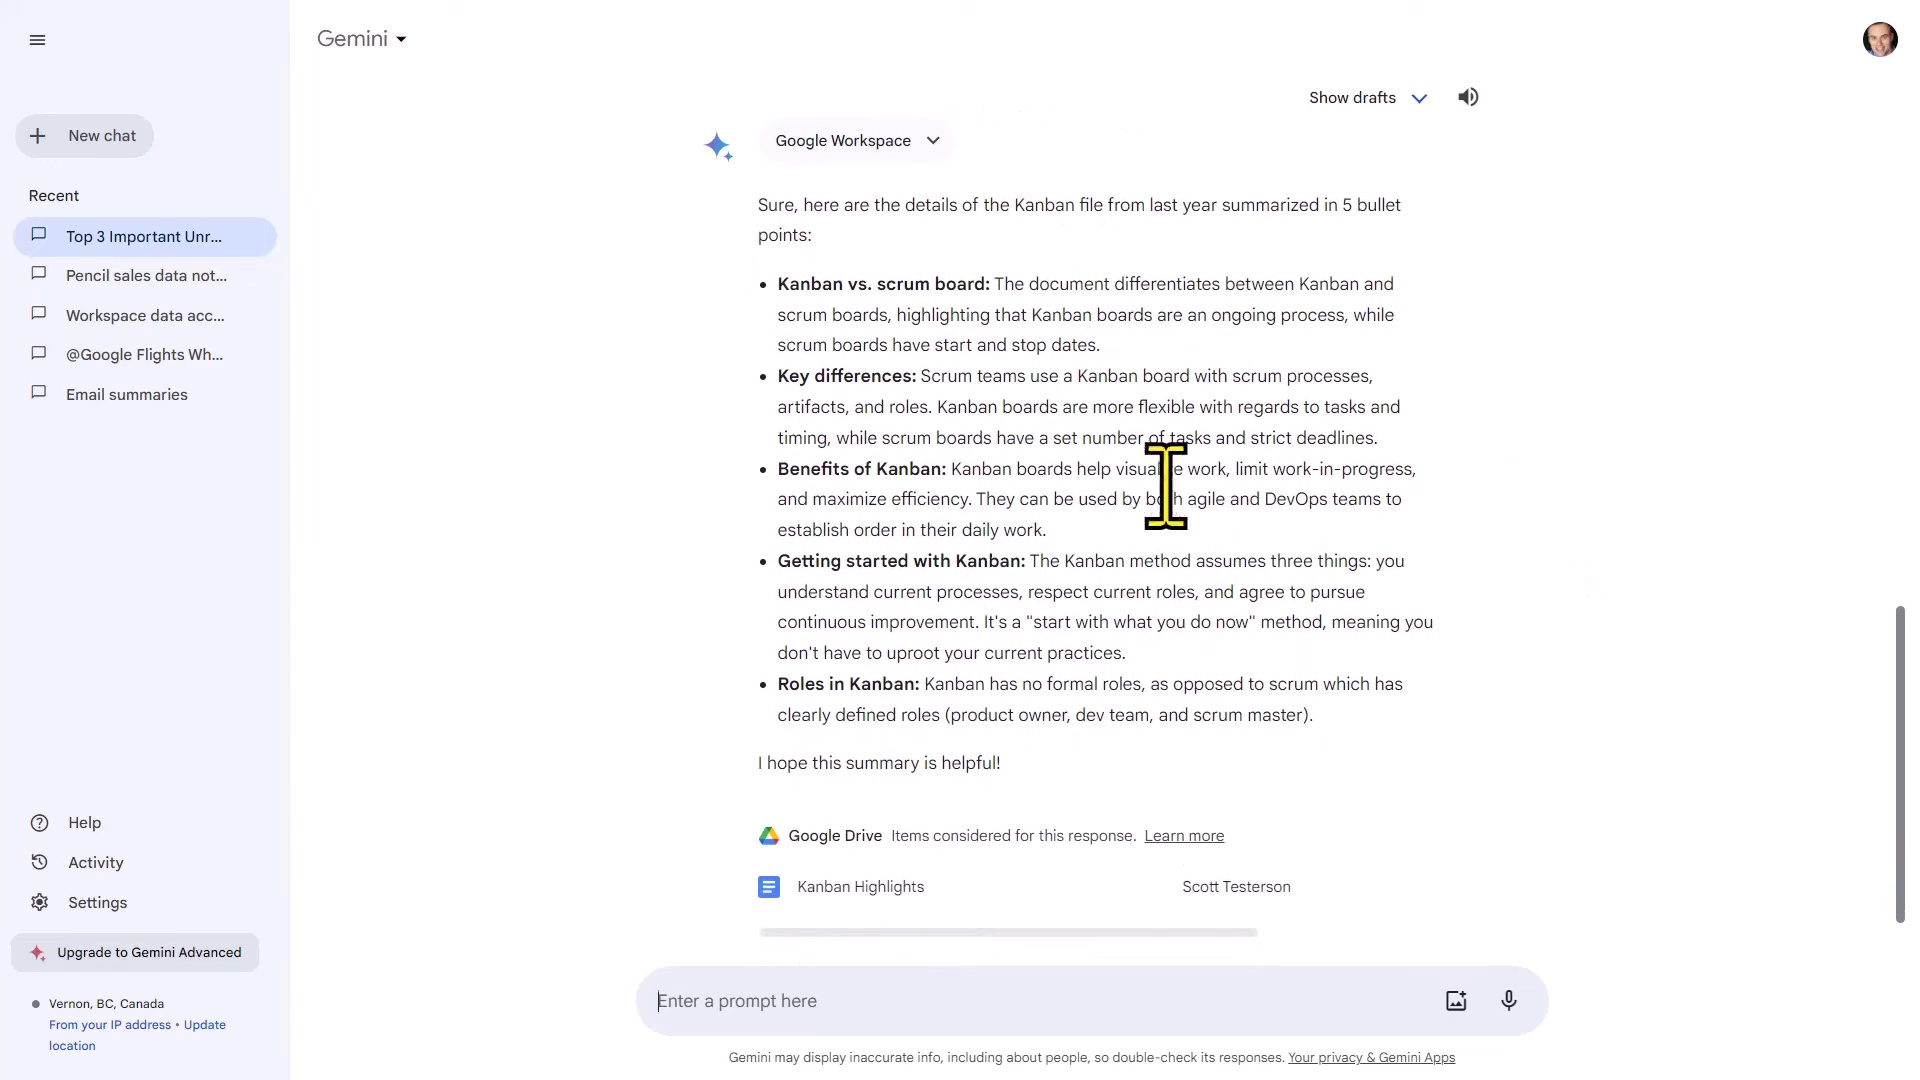 Gemini
Show drafts
New chat
Google Workspace
Recent
Sure, here are the details of the Kanban file from last year summarized in 5 bullet
points:
Top 3 Important Unr...
Pencil sales data not...
Workspace data acc...
@Google Flights Wh...
Email summaries
• Kanban vs. scrum board: The document differentiates between Kanban and
scrum boards, highlighting that Kanban boards are an ongoing process, while
scrum boards have start and stop dates.
• Key differences: Scrum teams use a Kanban board with scrum processes,
artifacts, and roles. Kanban boards are more flexible with regards to tasks and
timing, while scrum boards have a set number of tasks and strict deadlines.
• Benefits of Kanban: Kanban boards help visualize work, limit work-in-progress,
and maximize efficiency. They can be used by both agile and DevOps teams to
establish order in their daily work.
• Getting started with Kanban: The Kanban method assumes three things: you
understand current processes, respect current roles, and agree to pursue
continuous improvement. It's a "start with what you do now" method, meaning you
don't have to uproot your current practices.
• Roles in Kanban: Kanban has no formal roles, as opposed to scrum which has
clearly defined roles (product owner, dev team, and scrum master).
I hope this summary is helpful!
Google Drive Items considered for this response. Learn more
Kanban Highlights Scott Testerson
Help
Activity
Settings
Upgrade to Gemini Advanced
Vernon, BC, Canada
From your IP address • Update
location
Enter a prompt here
Gemini may display inaccurate info, including about people, so double-check its responses. Your privacy & Gemini Apps